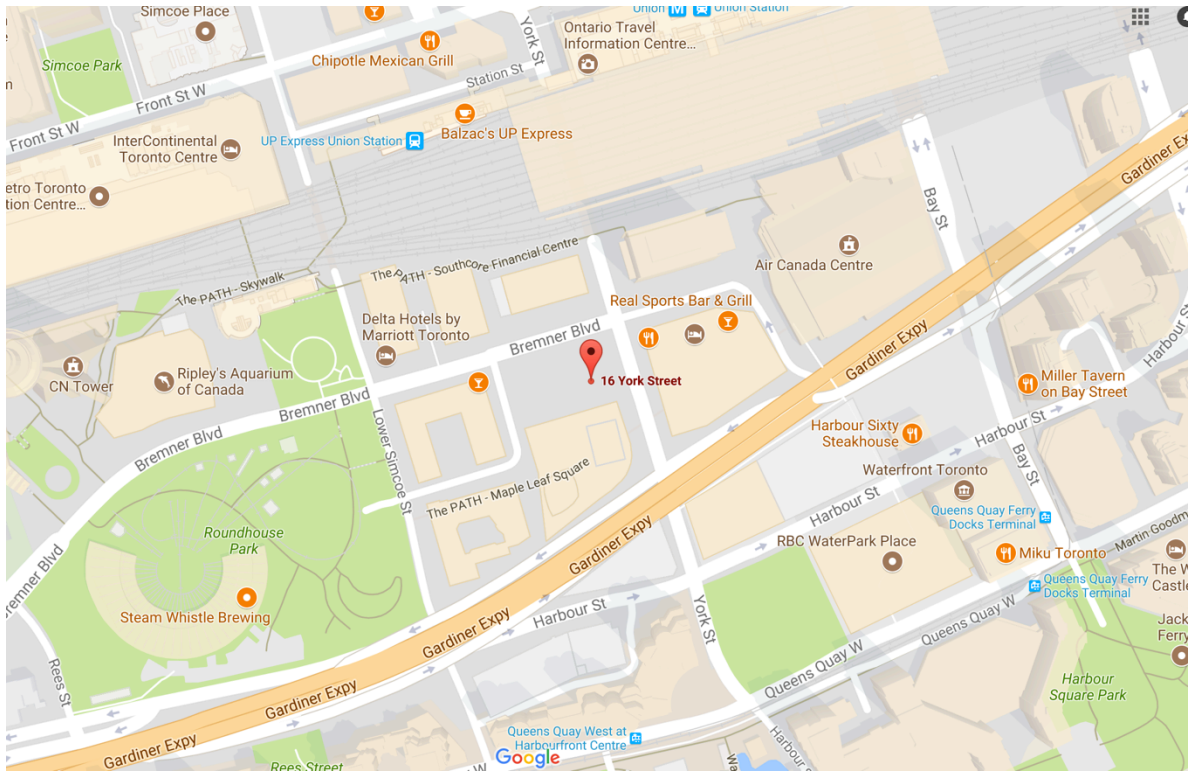 Simcoe Place
Union
Union Station
York St
Ontario Travel
Information Centre...
Simcoe Park
Chipotle Mexican Grill
Station St
Front St W
Front St W
InterContinental
Toronto Centre
UP Express Union Station
Balzac's UP Express
Gardiner Exp
etro Toronto
tion Centre...
Bay St
The PATH - Southcore Financial Centre
Air Canada Centre
The PATH - Skywalk
Real Sports Bar & Grill
Delta Hotels by
Marriott Toronto
Bremner Blvd
Gardiner Expy
Harbour St
CN Tower
Ripley's Aquarium
of Canada
16 York Street
Miller Tavern
on Bay Street
Bremner Blvd
Bremner Blvd
Lower Simcoe St
Harbour Sixty
Steakhouse
Harbour St
Bay St
Waterfront Toronto
The PATH - Maple Leaf Square
Harbour St
Queens Quay Ferry
Docks Terminal
Martin Goodm
Roundhouse
Park
Gardiner Expy
RBC WaterPark Place
Miku Toronto
Bremner Blvd
The W
Castle
Queens Quay Ferry
Docks Terminal
Steam Whistle Brewing
Harbour St
York St
Queens Quay W
Gardiner Expy
Jack
Ferry
Rees St
Queens Quay W
Harbour
Square Park
Gardiner Expy
Queens Quay West at
Harbourfront Centre
Harbour S
Gardiner Expy
Google
Rees Street